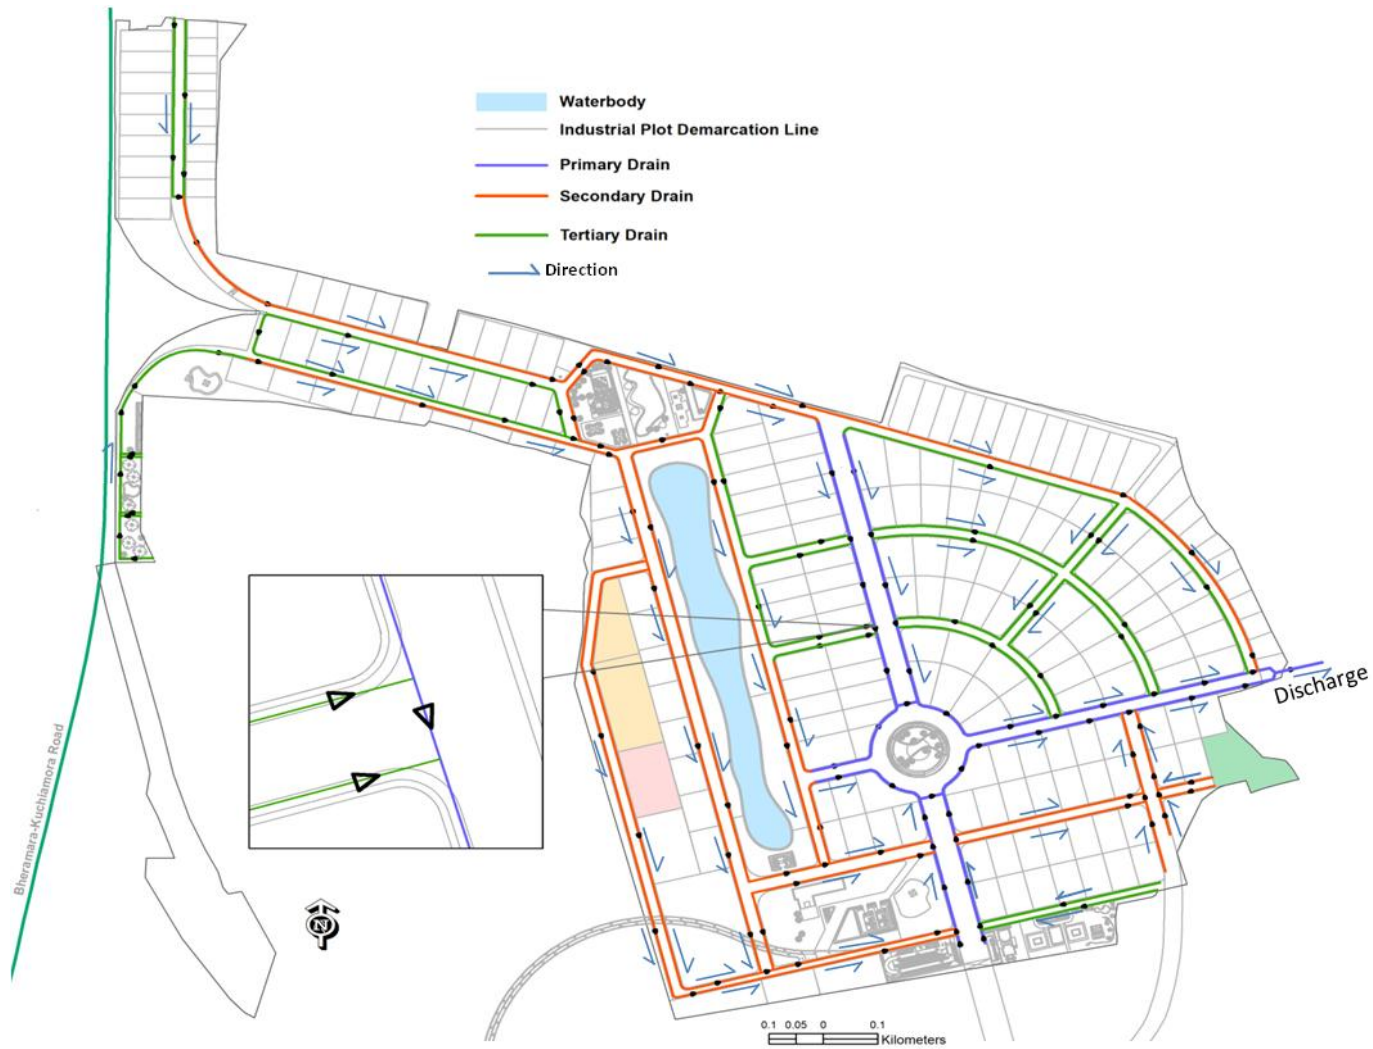 Waterbody
Industrial Plot Demarcation Line
Primary Drain
Secondary Drain
Tertiary Drain
Direction
Discharge
Bheramara-Kuchiamora Road
N
0.1 0.05 0 0.1
Kilometers